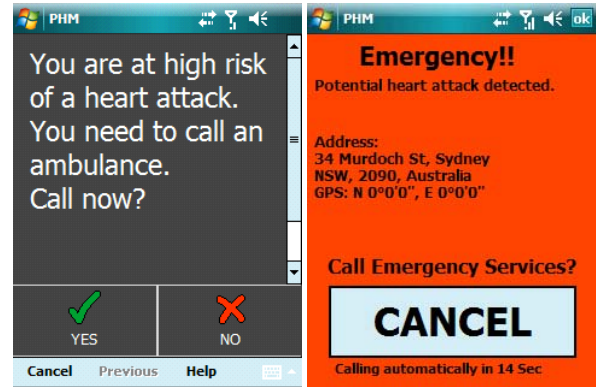 PHM
You are at high risk
of a heart attack.
You need to call an
ambulance.
Call now?
YES
NO
Cancel Previous Help
PHM
ok
Emergency!!
Potential heart attack detected.
Address:
34 Murdoch St, Sydney
NSW, 2090, Australia
GPS: N 0°0'0", E 0°0'0"
Call Emergency Services?
CANCEL
Calling automatically in 14 Sec